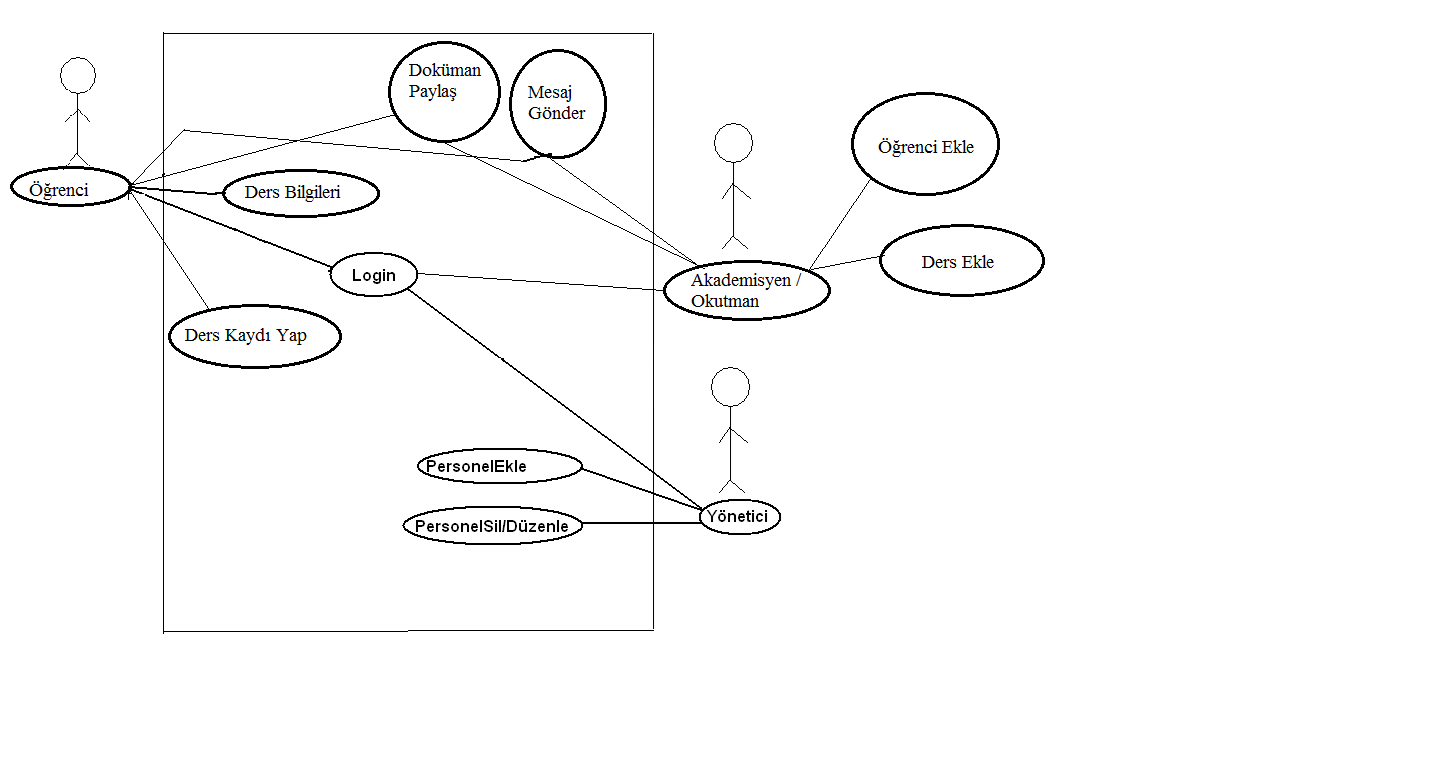 Doküman
Paylaş
Mesaj
Gönder
Öğrenci Ekle
Öğrenci
Ders Bilgileri
Ders Ekle
Login
Akademisyen /
Okutman
Ders Kaydı Yap
PersonelEkle
Yönetici
PersonelSil/Düzenle